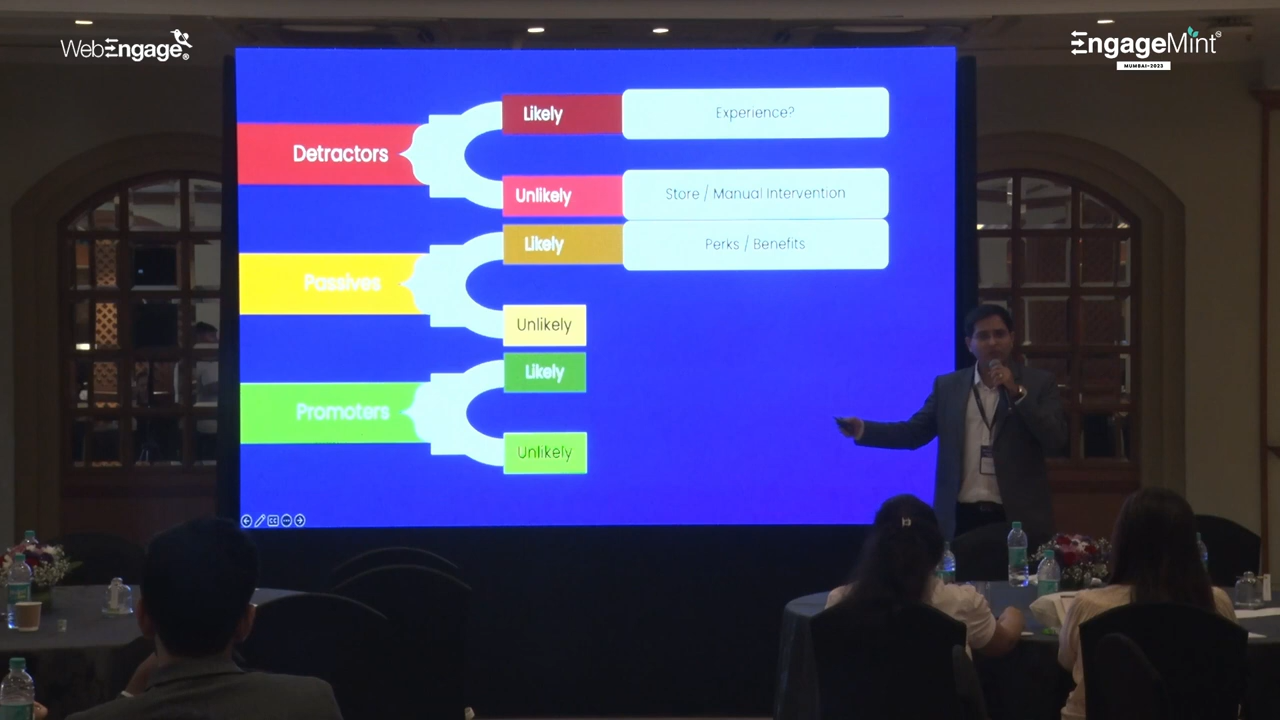 WebEngage
EngageMint
MUMBAI-2023
Detractors
Likely
Experience?
Unlikely
Store / Manual Intervention
Passives
Likely
Perks / Benefits
Unlikely
Promoters
Likely
Unlikely
CC